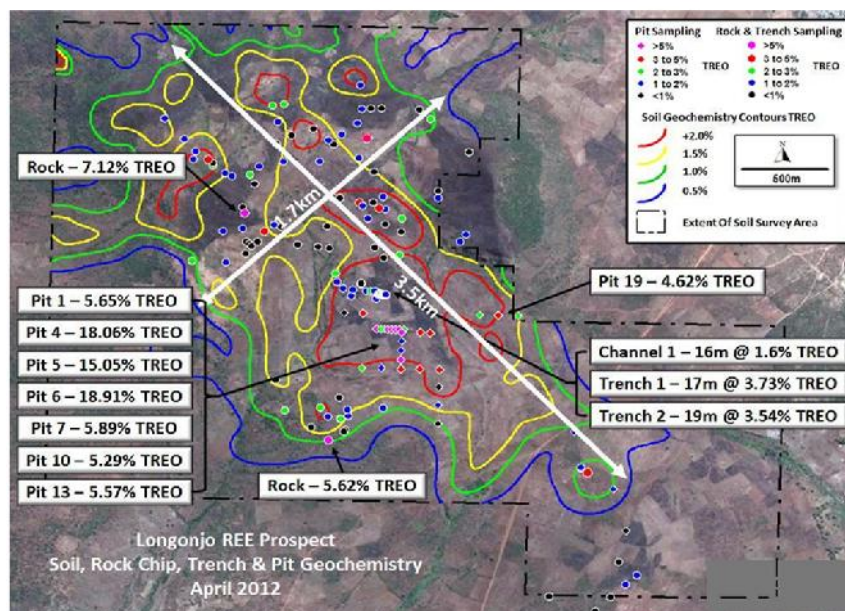 Pit Sampling
Rock & Trench Sampling
>5%
>5%
3 to 5%
TREO
3 to 5%
TREO
2 to 3%
2 to 3%
1 to 2%
1 to 2%
<1%
<1%
Soil Geochemistry Contours TREO
+2.0%
1.5%
1.0%
0.5%
N
600m
Extent Of Soil Survey Area
Rock – 7.12% TREO
1.7km
3.5km
Pit 19 – 4.62% TREO
Pit 1 – 5.65% TREO
Pit 4 – 18.06% TREO
Pit 5 – 15.05% TREO
Pit 6 – 18.91% TREO
Pit 7 – 5.89% TREO
Pit 10 – 5.29% TREO
Pit 13 – 5.57% TREO
Channel 1 – 16m @ 1.6% TREO
Trench 1 – 17m @ 3.73% TREO
Trench 2 – 19m @ 3.54% TREO
Rock – 5.62% TREO
Longonjo REE Prospect
Soil, Rock Chip, Trench & Pit Geochemistry
April 2012